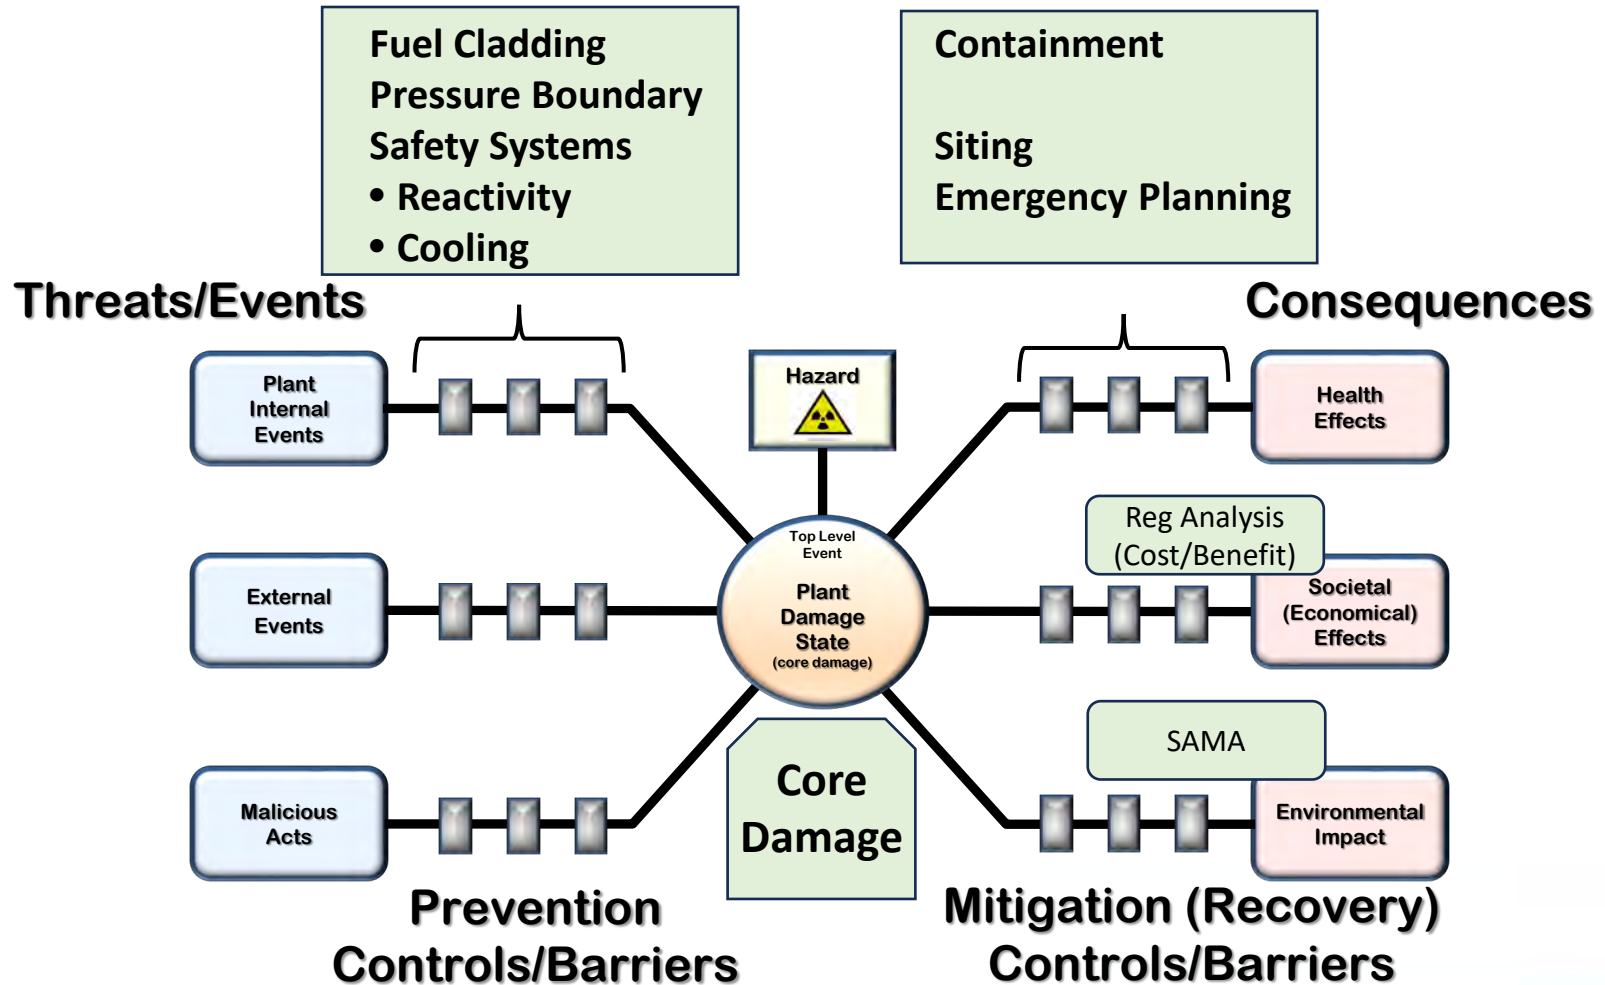 Fuel Cladding
Pressure Boundary
Safety Systems
• Reactivity
• Cooling
Containment
Siting
Emergency Planning
Threats/Events
Consequences
Plant
Internal
Events
Hazard
Health
Effects
External
Events
Top Level
Event
Plant
Damage
State
(core damage)
Reg Analysis
(Cost/Benefit)
Societal
(Economical)
Effects
Malicious
Acts
Core
Damage
SAMA
Environmental
Impact
Prevention
Controls/Barriers
Mitigation (Recovery)
Controls/Barriers